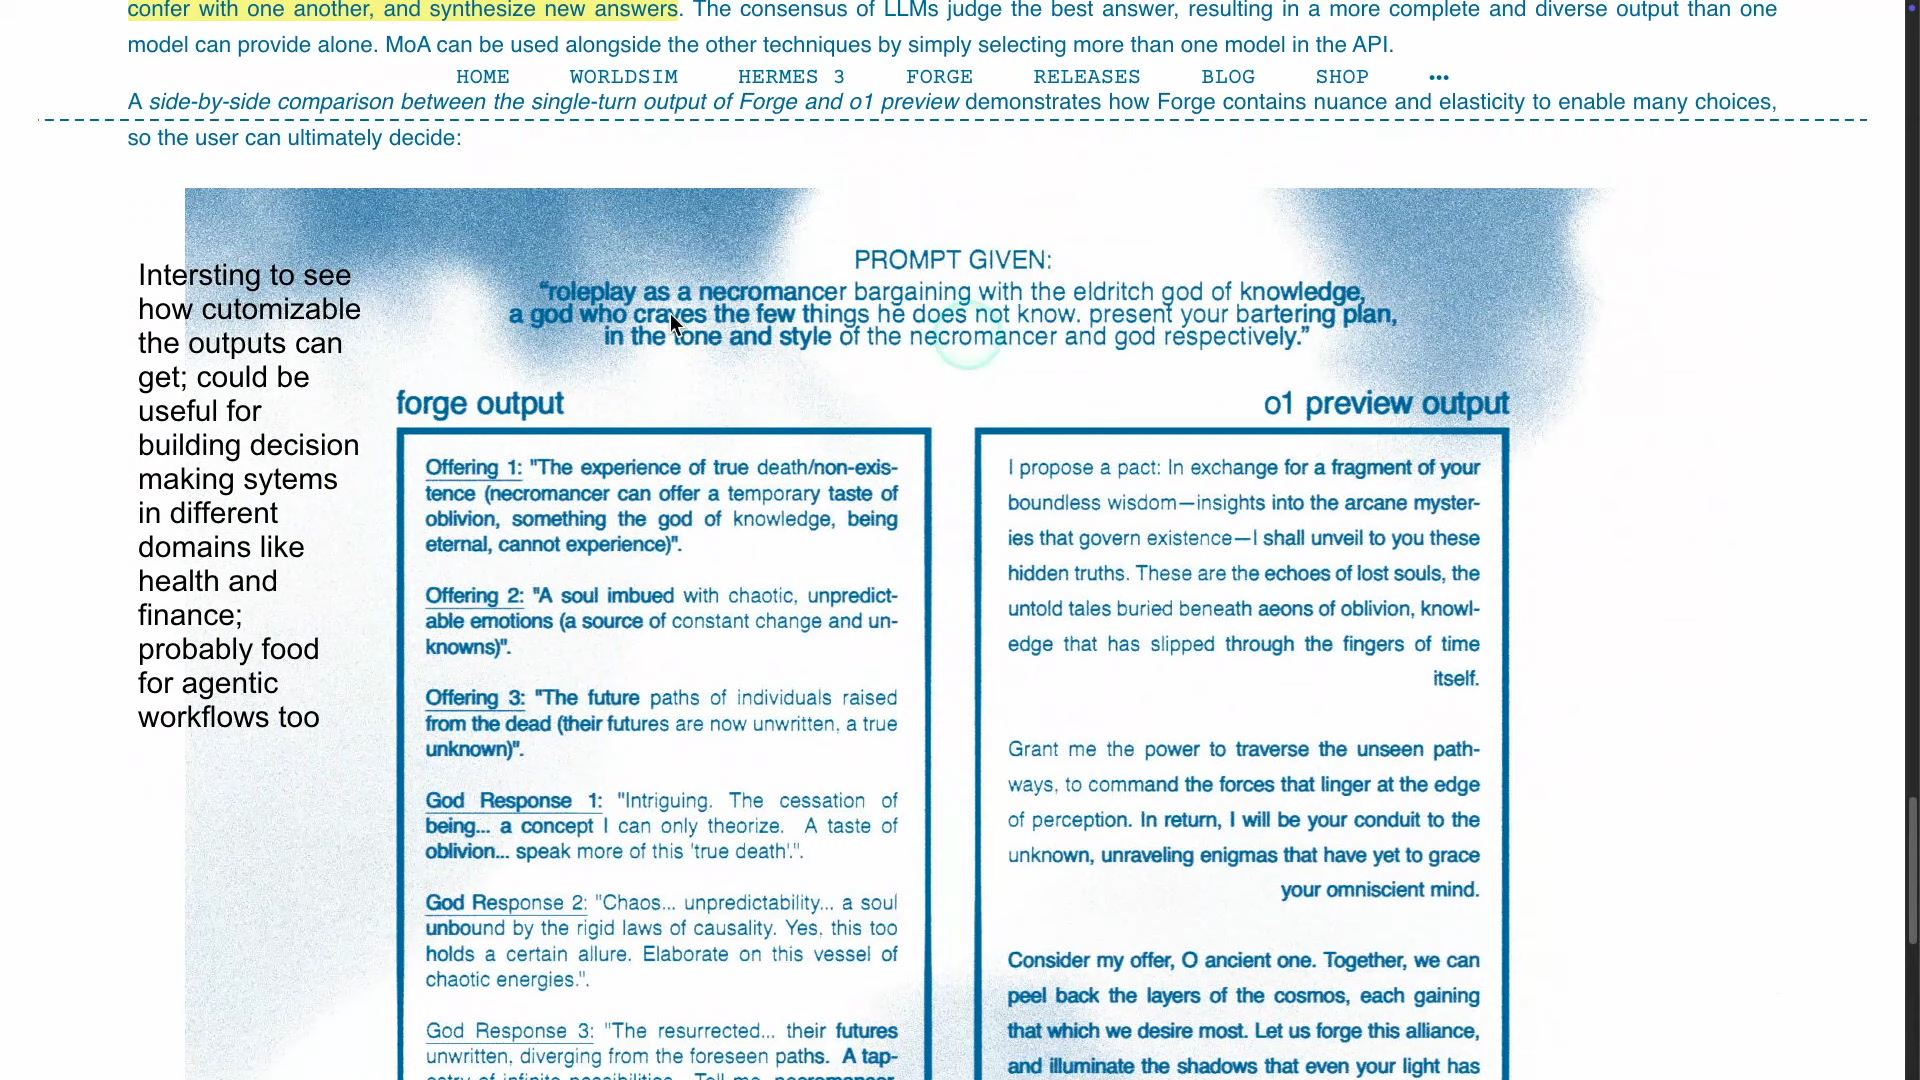 confer with one another, and synthesize new answers. The consensus of LLMs judge the best answer, resulting in a more complete and diverse output than one
model can provide alone. MoA can be used alongside the other techniques by simply selecting more than one model in the API.
HOME WORLDSIM HERMES 3 FORGE RELEASES BLOG SHOP •••
A side-by-side comparison between the single-turn output of Forge and o1 preview demonstrates how Forge contains nuance and elasticity to enable many choices,
so the user can ultimately decide:
Intersting to see
how cutomizable
the outputs can
get; could be
useful for
building decision
making sytems
in different
domains like
health and
finance;
probably food
for agentic
workflows too
PROMPT GIVEN:
“roleplay as a necromancer bargaining with the eldritch god of knowledge,
a god who craves the few things he does not know. present your bartering plan,
in the tone and style of the necromancer and god respectively.”
forge output
Offering 1: "The experience of true death/non-exis-
tence (necromancer can offer a temporary taste of
oblivion, something the god of knowledge, being
eternal, cannot experience)".
Offering 2: "A soul imbued with chaotic, unpredict-
able emotions (a source of constant change and un-
knowns)".
Offering 3: "The future paths of individuals raised
from the dead (their futures are now unwritten, a true
unknown)".
God Response 1: "Intriguing. The cessation of
being... a concept I can only theorize. A taste of
oblivion... speak more of this 'true death'.".
God Response 2: "Chaos... unpredictability... a soul
unbound by the rigid laws of causality. Yes, this too
holds a certain allure. Elaborate on this vessel of
chaotic energies.".
God Response 3: "The resurrected... their futures
unwritten, diverging from the foreseen paths. A tap-
estry of infinite possibilities. Tell me, necromancer,
o1 preview output
I propose a pact: In exchange for a fragment of your
boundless wisdom—insights into the arcane myster-
ies that govern existence—I shall unveil to you these
hidden truths. These are the echoes of lost souls, the
untold tales buried beneath aeons of oblivion, knowl-
edge that has slipped through the fingers of time
itself.
Grant me the power to traverse the unseen path-
ways, to command the forces that linger at the edge
of perception. In return, I will be your conduit to the
unknown, unraveling enigmas that have yet to grace
your omniscient mind.
Consider my offer, O ancient one. Together, we can
peel back the layers of the cosmos, each gaining
that which we desire most. Let us forge this alliance,
and illuminate the shadows that even your light has